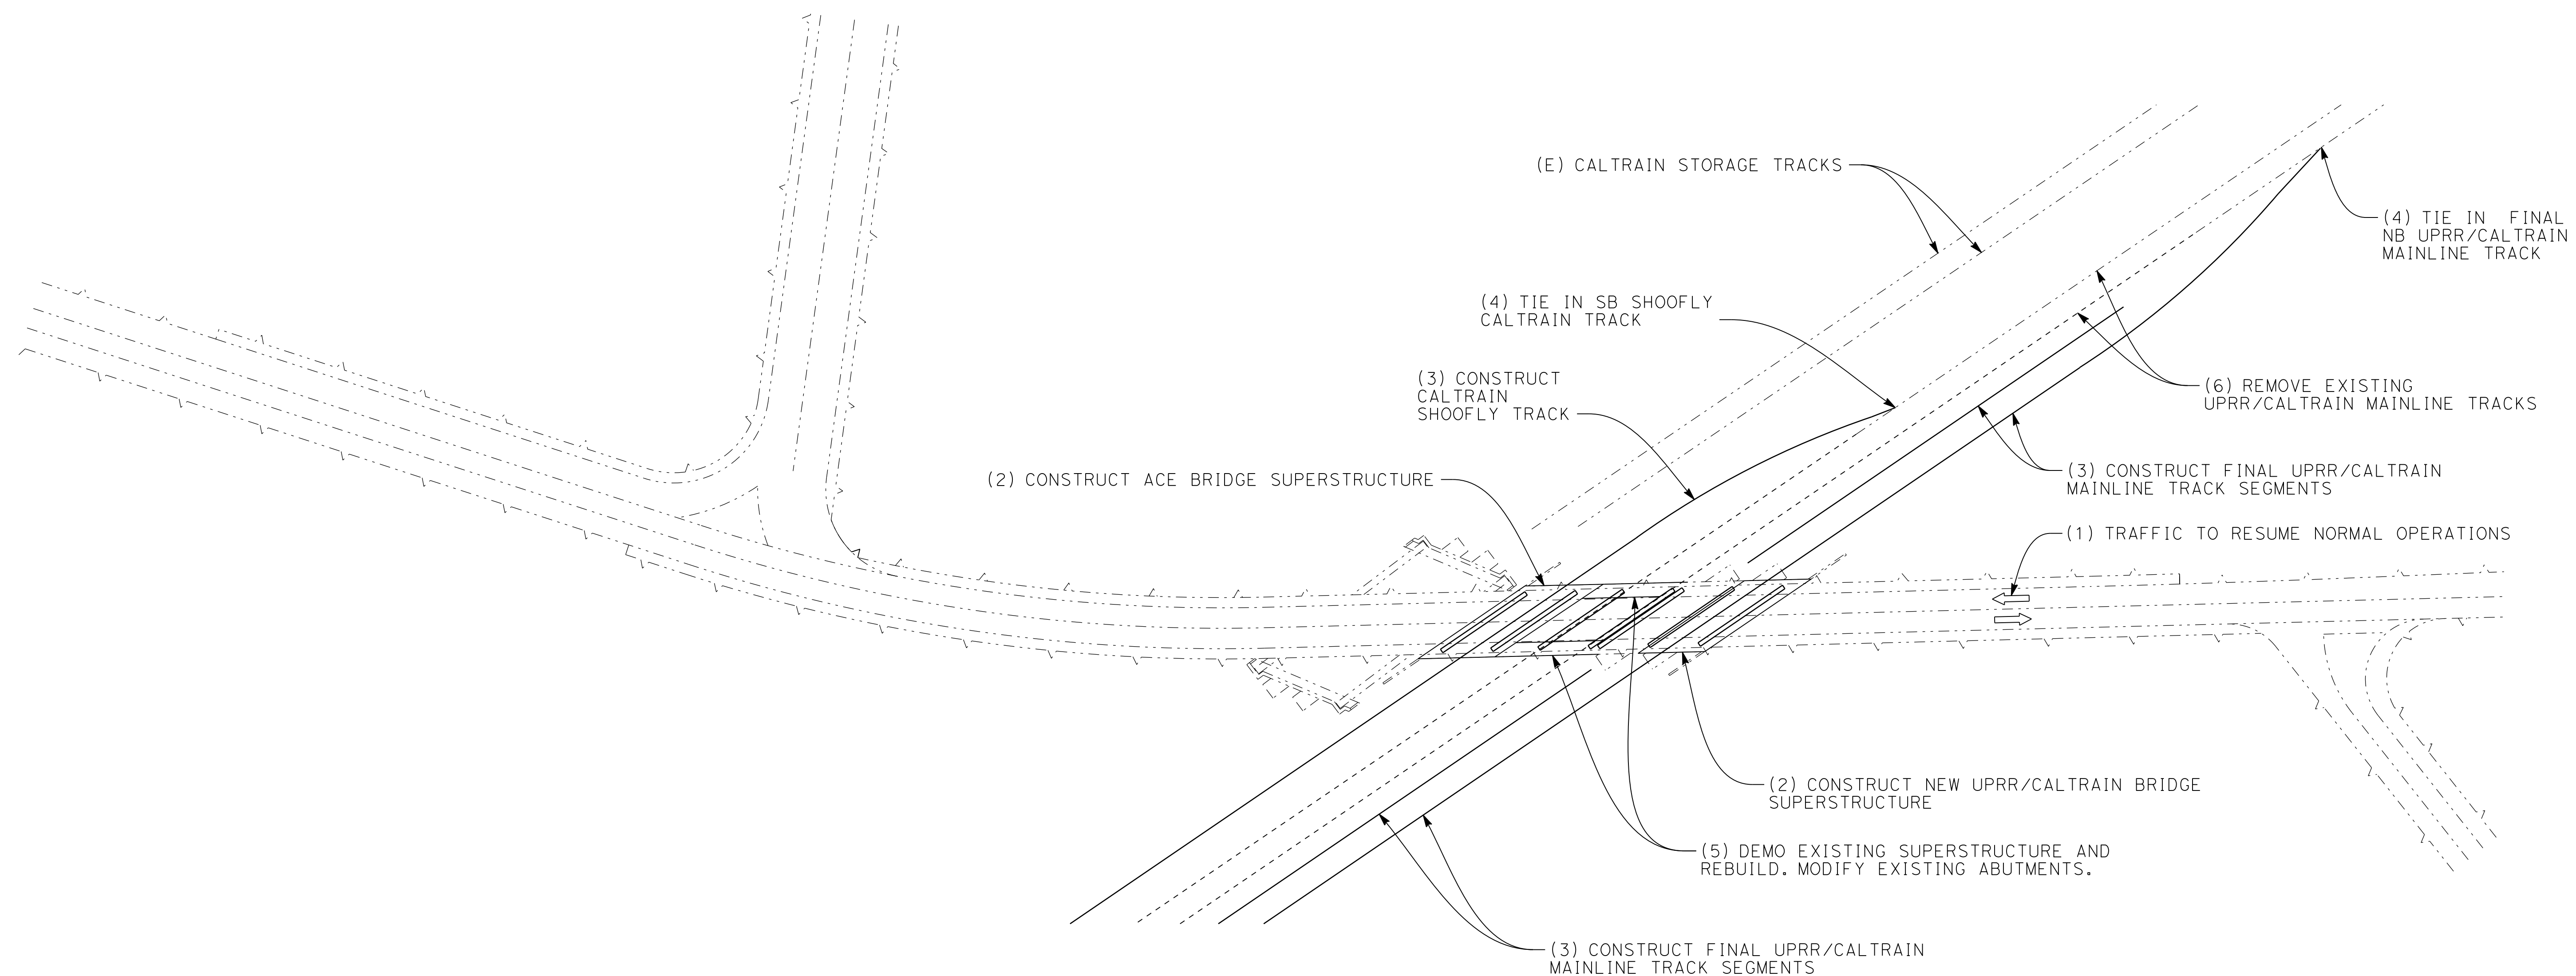 (E) CALTRAIN STORAGE TRACKS
(4) TIE IN FINAL
NB UPRR/CALTRAIN
MAINLINE TRACK
(4) TIE IN SB SHOOFLY
CALTRAIN TRACK
(3) CONSTRUCT
CALTRAIN
SHOOFLY TRACK
(6) REMOVE EXISTING
UPRR/CALTRAIN MAINLINE TRACKS
(2) CONSTRUCT ACE BRIDGE SUPERSTRUCTURE
(3) CONSTRUCT FINAL UPRR/CALTRAIN
MAINLINE TRACK SEGMENTS
(1) TRAFFIC TO RESUME NORMAL OPERATIONS
(2) CONSTRUCT NEW UPRR/CALTRAIN BRIDGE
SUPERSTRUCTURE
(5) DEMO EXISTING SUPERSTRUCTURE AND
REBUILD. MODIFY EXISTING ABUTMENTS.
(3) CONSTRUCT FINAL UPRR/CALTRAIN
MAINLINE TRACK SEGMENTS